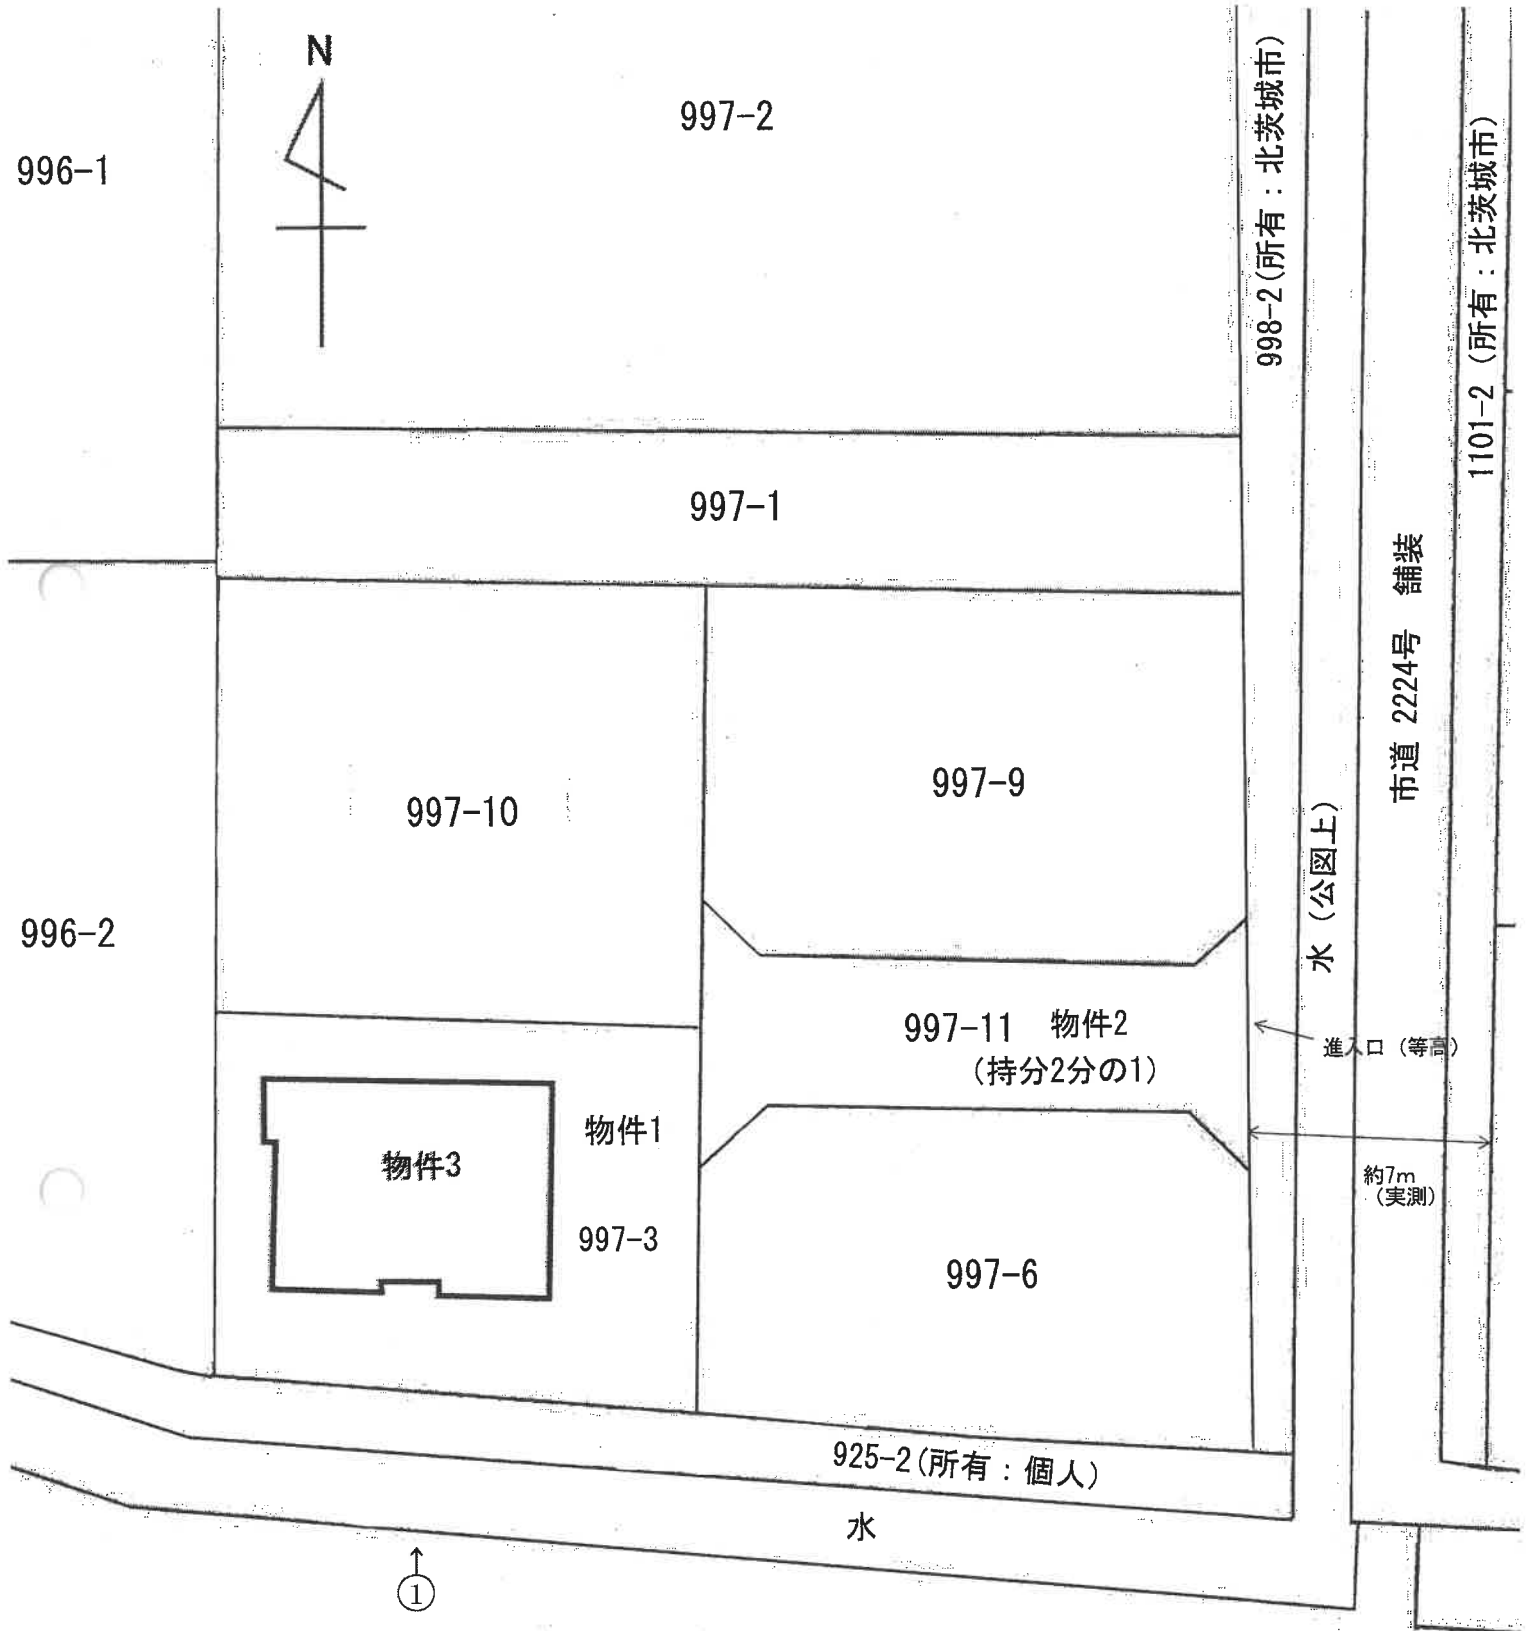 N
997-2
996-1
998-2(所有：北茨城市)
1101-2 (所有：北茨城市)
997-1
市道 2224号 舗装
997-10
997-9
996-2
水 (公図上)
997-11 物件2
(持分2分の1)
進入口 (等高)
物件1
物件3
約7m
(実測)
997-3
997-6
925-2(所有：個人)
水
①